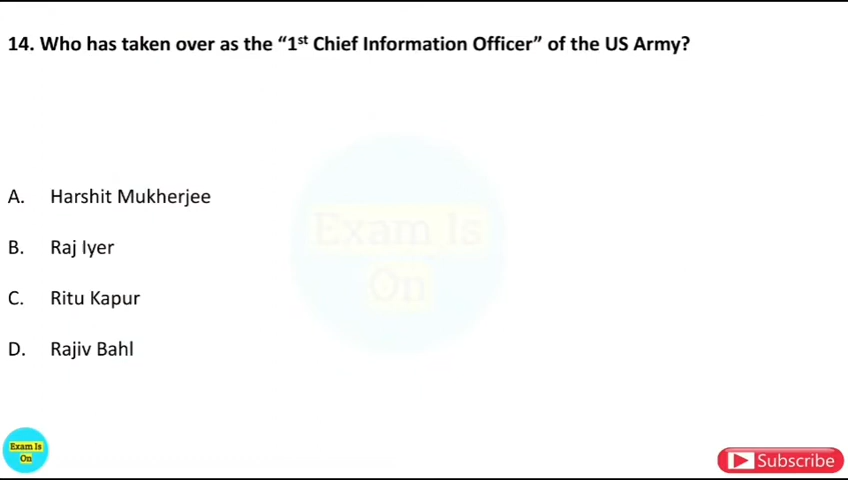 14. Who has taken over as the “1st Chief Information Officer” of the US Army?
Exam Is
On
A. Harshit Mukherjee
B. Raj Iyer
C. Ritu Kapur
D. Rajiv Bahl
Exam Is
On
Subscribe